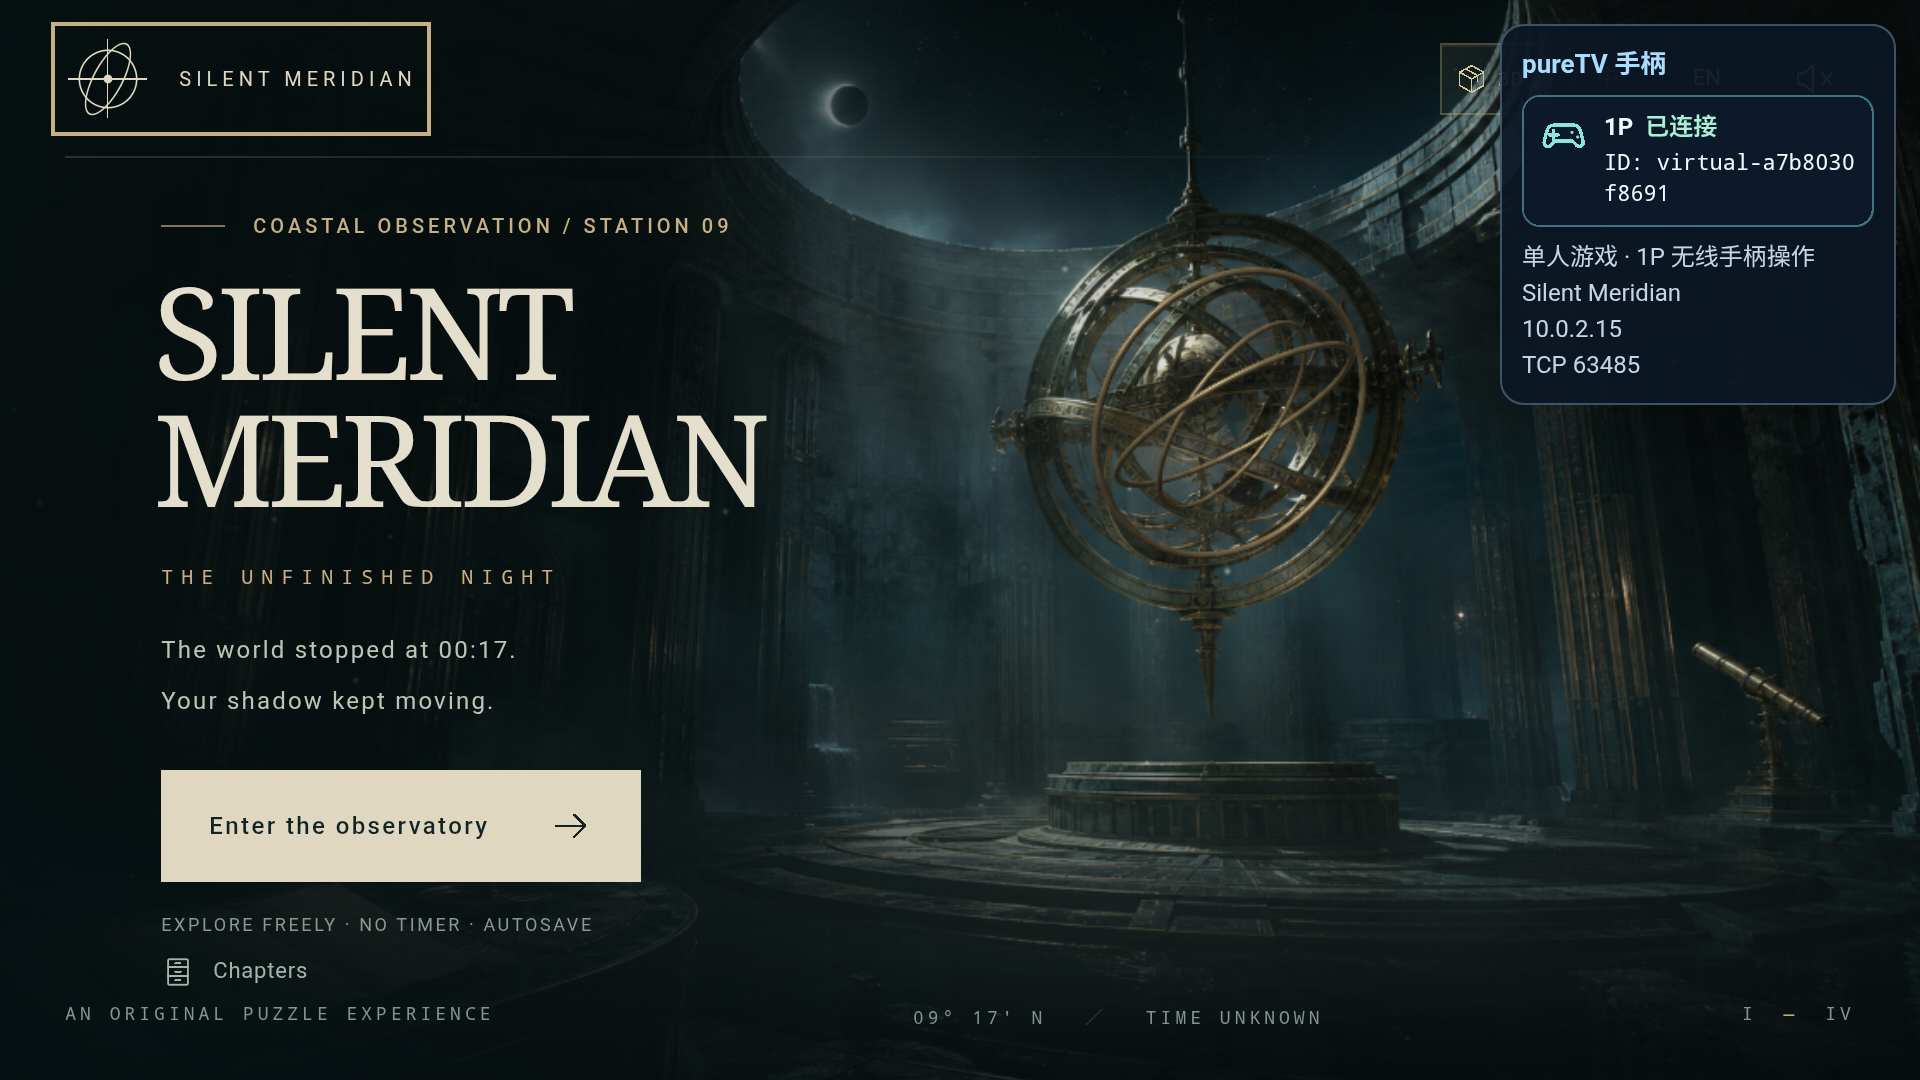 SILENT MERIDIAN
EN
pureTV 手柄
1P 已连接
ID: virtual-a7b8030
f8691
单人游戏 · 1P 无线手柄操作
Silent Meridian
10.0.2.15
TCP 63485
COASTAL OBSERVATION / STATION 09
SILENT
MERIDIAN
THE UNFINISHED NIGHT
The world stopped at 00:17.
Your shadow kept moving.
Enter the observatory
EXPLORE FREELY · NO TIMER · AUTOSAVE
Chapters
AN ORIGINAL PUZZLE EXPERIENCE
09° 17' N / TIME UNKNOWN
I — IV